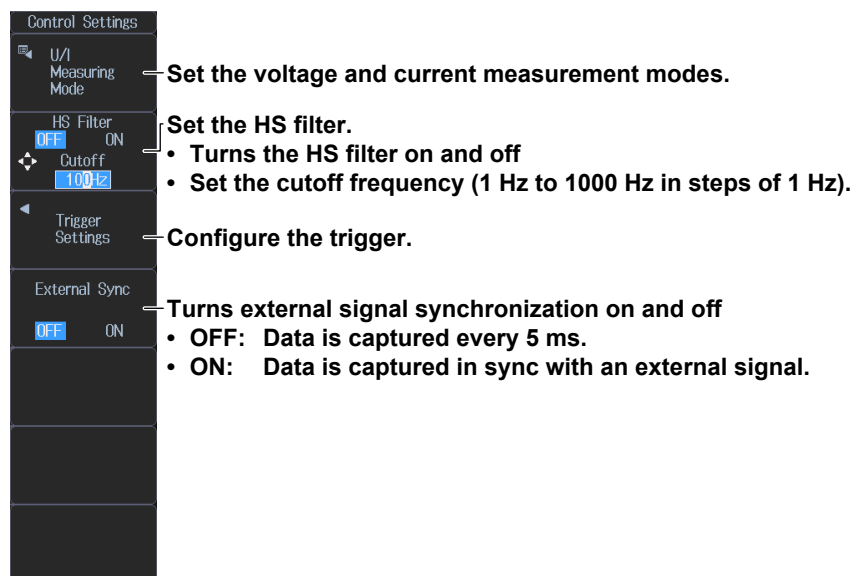 Control Settings
U/I
Measuring
Mode
Set the voltage and current measurement modes.
HS Filter
OFF ON
Cutoff
100Hz
Set the HS filter.
• Turns the HS filter on and off
• Set the cutoff frequency (1 Hz to 1000 Hz in steps of 1 Hz).
Trigger
Settings
Configure the trigger.
External Sync
OFF ON
Turns external signal synchronization on and off
• OFF: Data is captured every 5 ms.
• ON: Data is captured in sync with an external signal.